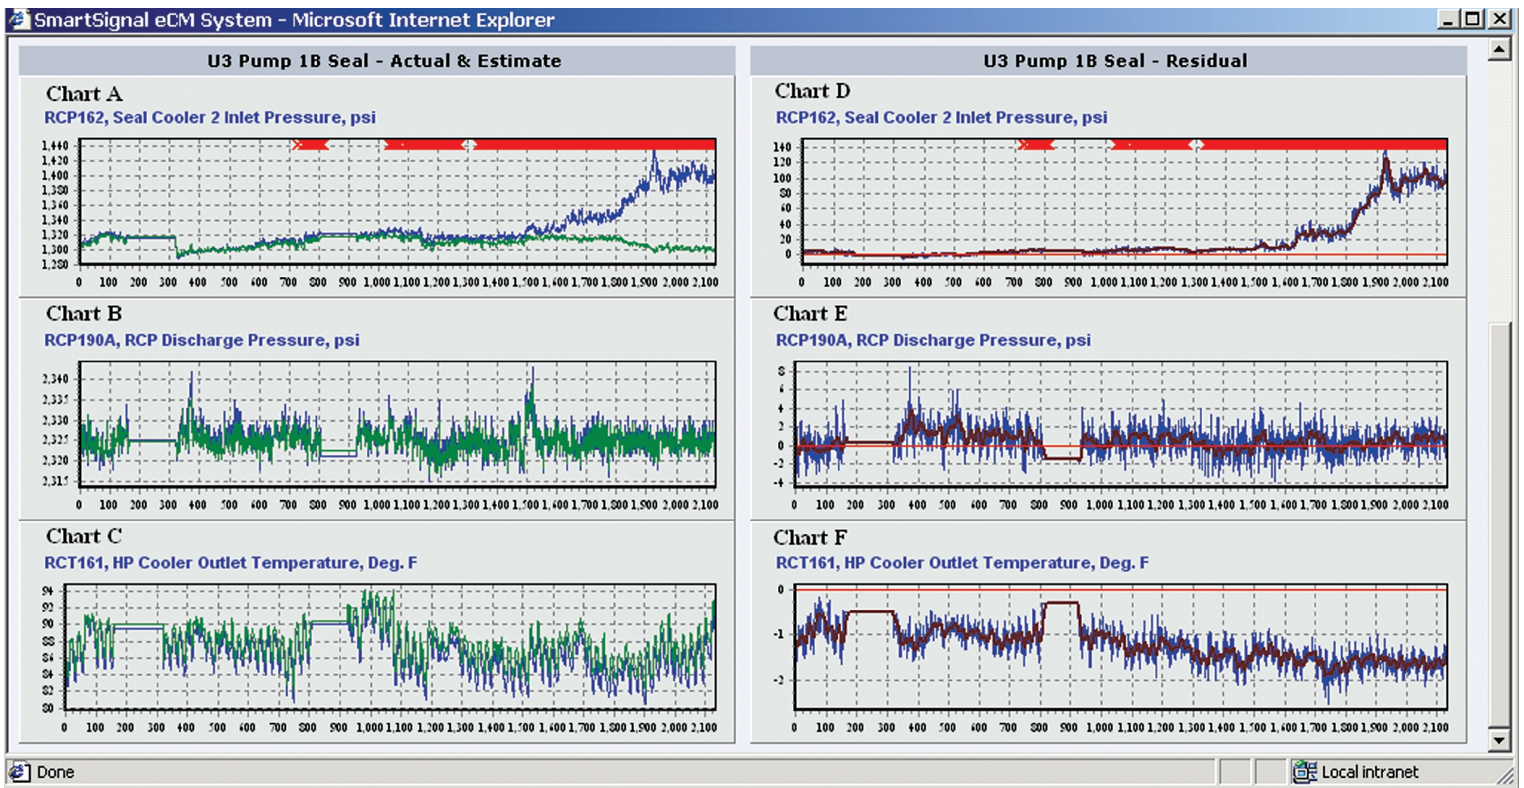 SmartSignal eCM System - Microsoft Internet Explorer
U3 Pump 1B Seal - Actual & Estimate
Chart A
RCP162, Seal Cooler 2 Inlet Pressure, psi
1,440
1,420
1,400
1,380
1,360
1,340
1,320
1,300
1,280
0 100 200 300 400 500 600 700 800 900 1,000 1,100 1,200 1,300 1,400 1,500 1,600 1,700 1,800 1,900 2,000 2,100
Chart B
RCP190A, RCP Discharge Pressure, psi
2,340
2,335
2,330
2,325
2,320
2,315
0 100 200 300 400 500 600 700 800 900 1,000 1,100 1,200 1,300 1,400 1,500 1,600 1,700 1,800 1,900 2,000 2,100
Chart C
RCT161, HP Cooler Outlet Temperature, Deg. F
94
92
90
88
86
84
82
80
0 100 200 300 400 500 600 700 800 900 1,000 1,100 1,200 1,300 1,400 1,500 1,600 1,700 1,800 1,900 2,000 2,100
U3 Pump 1B Seal - Residual
Chart D
RCP162, Seal Cooler 2 Inlet Pressure, psi
140
120
100
80
60
40
20
0
0 100 200 300 400 500 600 700 800 900 1,000 1,100 1,200 1,300 1,400 1,500 1,600 1,700 1,800 1,900 2,000 2,100
Chart E
RCP190A, RCP Discharge Pressure, psi
8
6
4
2
0
-2
-4
0 100 200 300 400 500 600 700 800 900 1,000 1,100 1,200 1,300 1,400 1,500 1,600 1,700 1,800 1,900 2,000 2,100
Chart F
RCT161, HP Cooler Outlet Temperature, Deg. F
0
-1
-2
0 100 200 300 400 500 600 700 800 900 1,000 1,100 1,200 1,300 1,400 1,500 1,600 1,700 1,800 1,900 2,000 2,100
Done
Local intranet